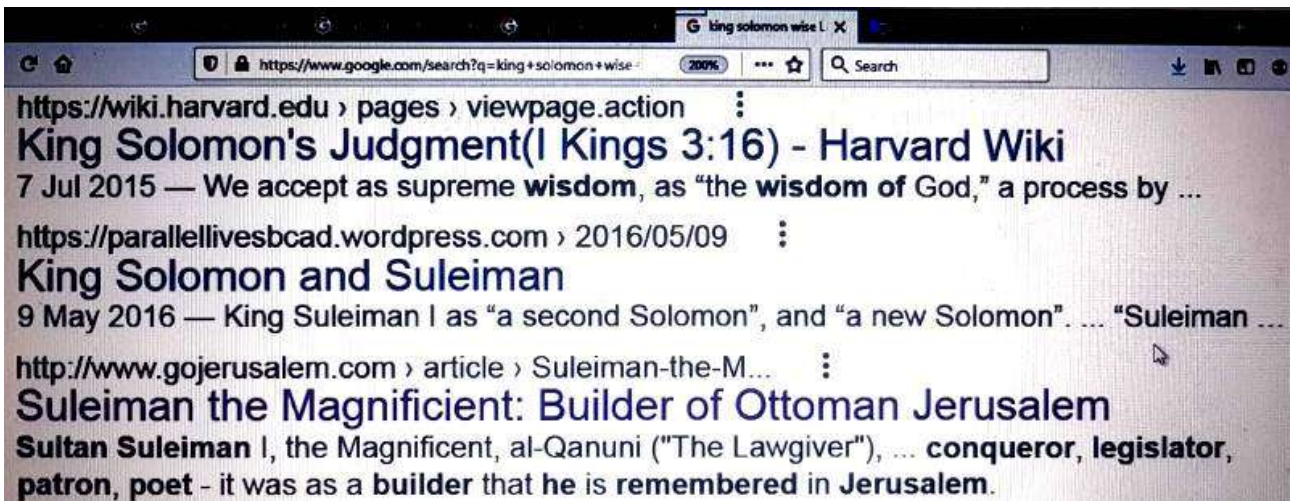 king solomon wise L X
https://www.google.com/search?q=king+solomon+wise
200%
Search
https://wiki.harvard.edu › pages › viewpage.action
King Solomon's Judgment(I Kings 3:16) - Harvard Wiki
7 Jul 2015 — We accept as supreme wisdom, as “the wisdom of God,” a process by ...
https://parallellivesbcad.wordpress.com › 2016/05/09
King Solomon and Suleiman
9 May 2016 — King Suleiman I as “a second Solomon”, and “a new Solomon”. ... “Suleiman ...
http://www.gojerusalem.com › article › Suleiman-the-M...
Suleiman the Magnificient: Builder of Ottoman Jerusalem
Sultan Suleiman I, the Magnificent, al-Qanuni ("The Lawgiver"), ... conqueror, legislator,
patron, poet - it was as a builder that he is remembered in Jerusalem.